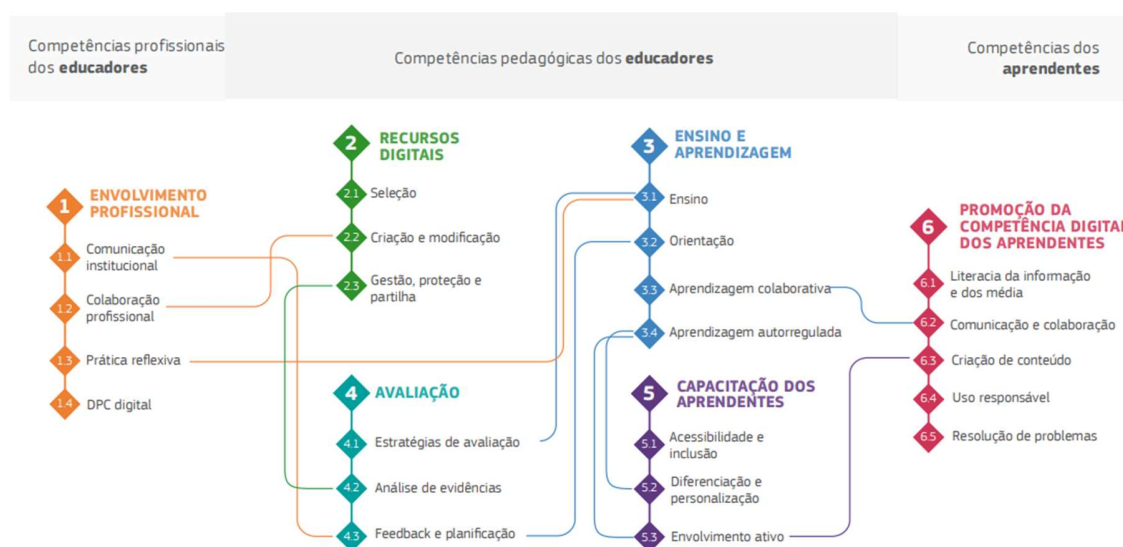 Competências profissionais
dos educadores
Competências pedagógicas dos educadores
Competências dos
aprendentes
1
ENVOLVIMENTO
PROFISSIONAL
1.1
Comunicação
institucional
1.2
Colaboração
profissional
1.3
Prática reflexiva
1.4
DPC digital
2
RECURSOS
DIGITAIS
2.1
Seleção
2.2
Criação e modificação
2.3
Gestão, proteção e
partilha
3
ENSINO E
APRENDIZAGEM
3.1
Ensino
3.2
Orientação
3.3
Aprendizagem colaborativa
3.4
Aprendizagem autorregulada
4
AVALIAÇÃO
4.1
Estratégias de avaliação
4.2
Análise de evidências
4.3
Feedback e planificação
5
CAPACITAÇÃO DOS
APRENDENTES
5.1
Acessibilidade e
inclusão
5.2
Diferenciação e
personalização
5.3
Envolvimento ativo
6
PROMOÇÃO DA
COMPETÊNCIA DIGITAL
DOS APRENDENTES
6.1
Literacia da informação
e dos média
6.2
Comunicação e colaboração
6.3
Criação de conteúdo
6.4
Uso responsável
6.5
Resolução de problemas